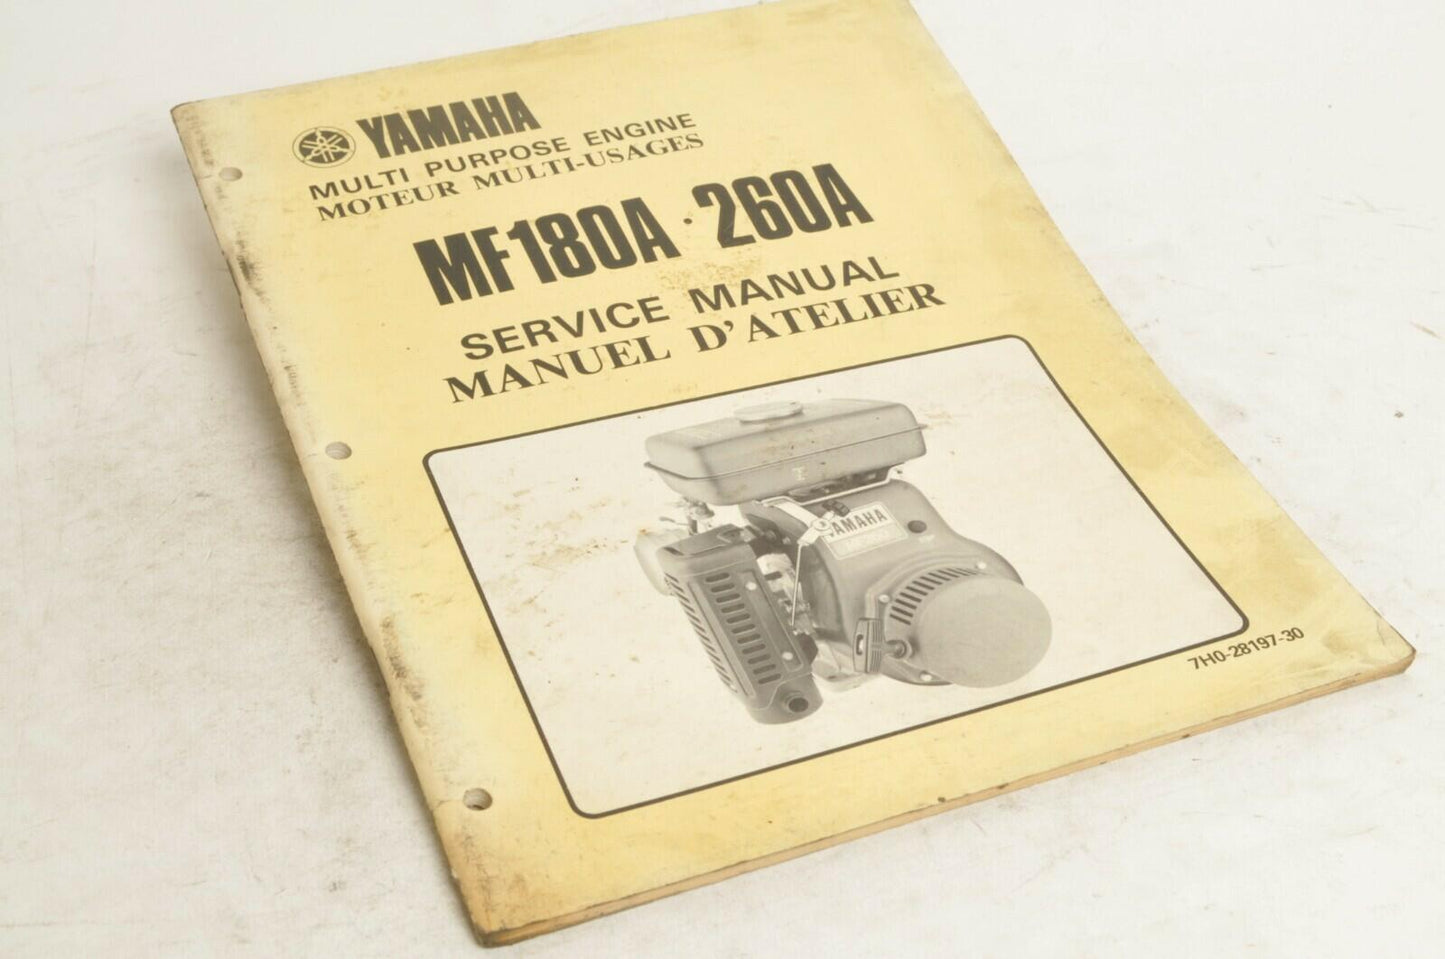 YAMAHA
MULTI PURPOSE ENGINE
MOTEUR MULTI-USAGES
MF180A · 260A
SERVICE MANUAL
MANUEL D'ATELIER
YAMAHA
7H0-28197-30